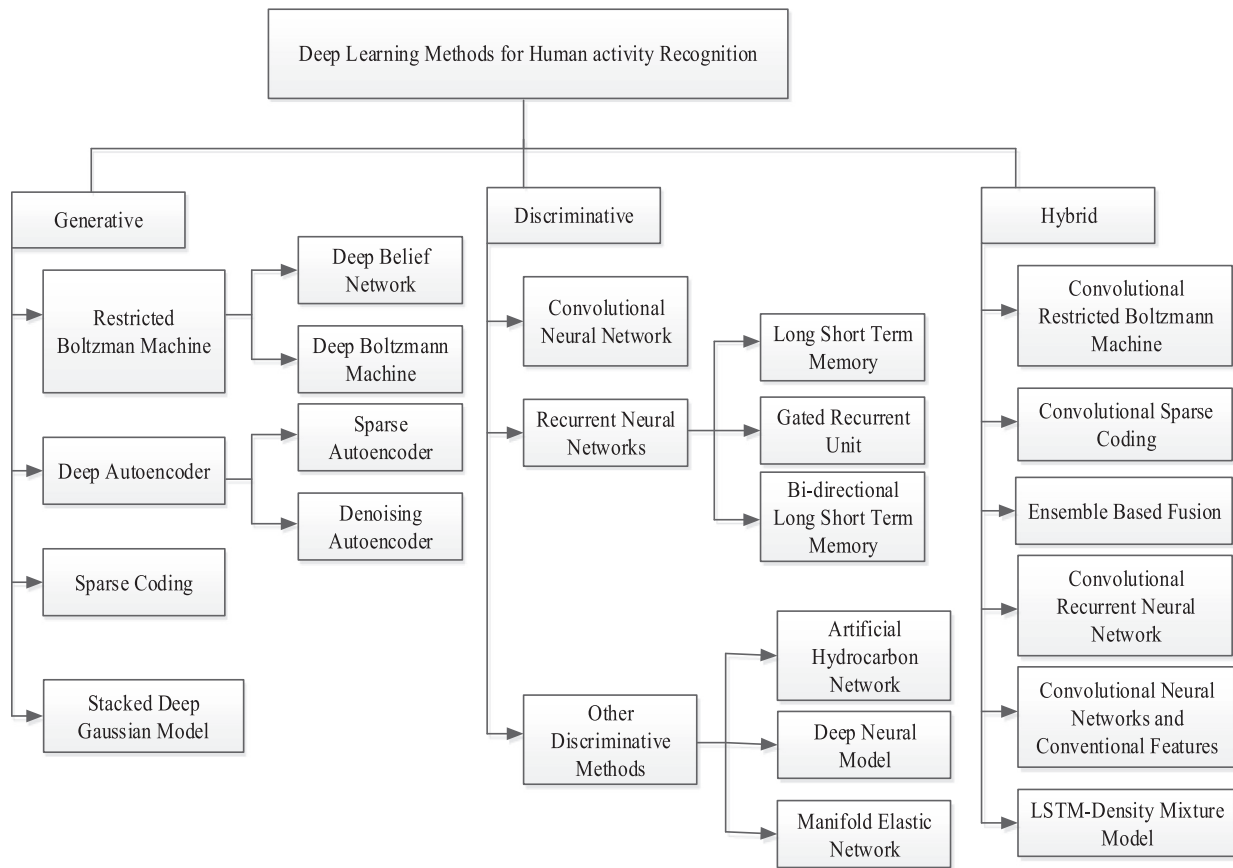 Deep Learning Methods for Human activity Recognition
Generative
Restricted
Boltzman Machine
Deep Belief
Network
Deep Boltzmann
Machine
Deep Autoencoder
Sparse
Autoencoder
Denoising
Autoencoder
Sparse Coding
Stacked Deep
Gaussian Model
Discriminative
Convolutional
Neural Network
Recurrent Neural
Networks
Long Short Term
Memory
Gated Recurrent
Unit
Bi-directional
Long Short Term
Memory
Other
Discriminative
Methods
Artificial
Hydrocarbon
Network
Deep Neural
Model
Manifold Elastic
Network
Hybrid
Convolutional
Restricted Boltzmann
Machine
Convolutional Sparse
Coding
Ensemble Based Fusion
Convolutional
Recurrent Neural
Network
Convolutional Neural
Networks and
Conventional Features
LSTM-Density Mixture
Model